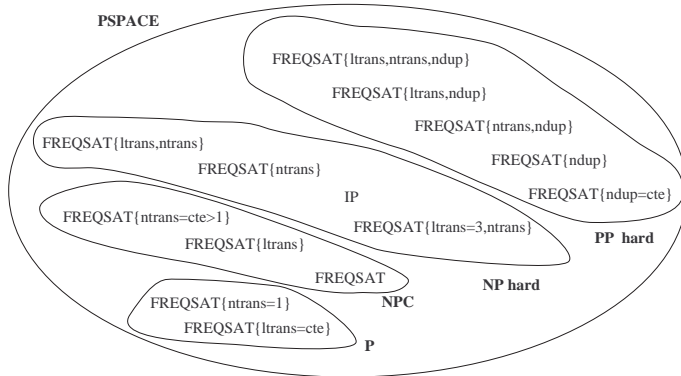 PSPACE
FREQSAT{ltrans,ntrans,ndup}
FREQSAT{ltrans,ndup}
FREQSAT{ntrans,ndup}
FREQSAT{ndup}
FREQSAT{ndup=cte}
PP hard
FREQSAT{ltrans,ntrans}
FREQSAT{ntrans}
IP
FREQSAT{ltrans=3,ntrans}
NP hard
FREQSAT{ntrans=cte>1}
FREQSAT{ltrans}
FREQSAT
NPC
FREQSAT{ntrans=1}
FREQSAT{ltrans=cte}
P